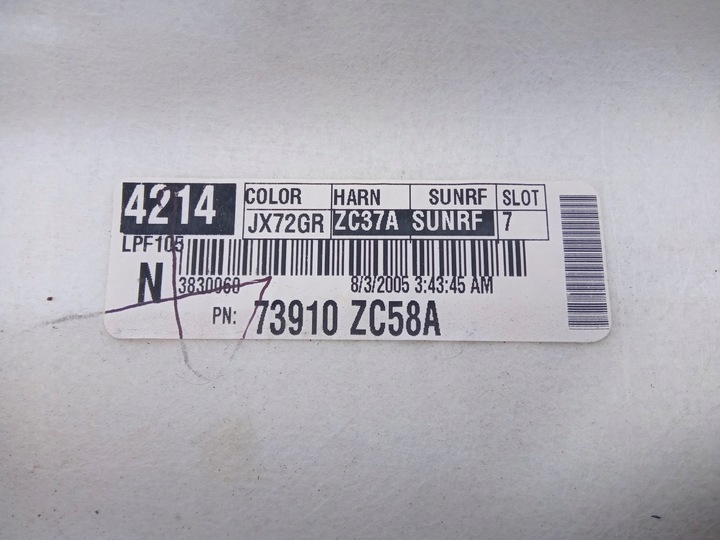 4214 COLOR HARN SUNRF SLOT
JX72GR ZC37A SUNRF 7
LPF105
N 3830060 8/3/2005 3:43:45 AM
PN: 73910 ZC58A